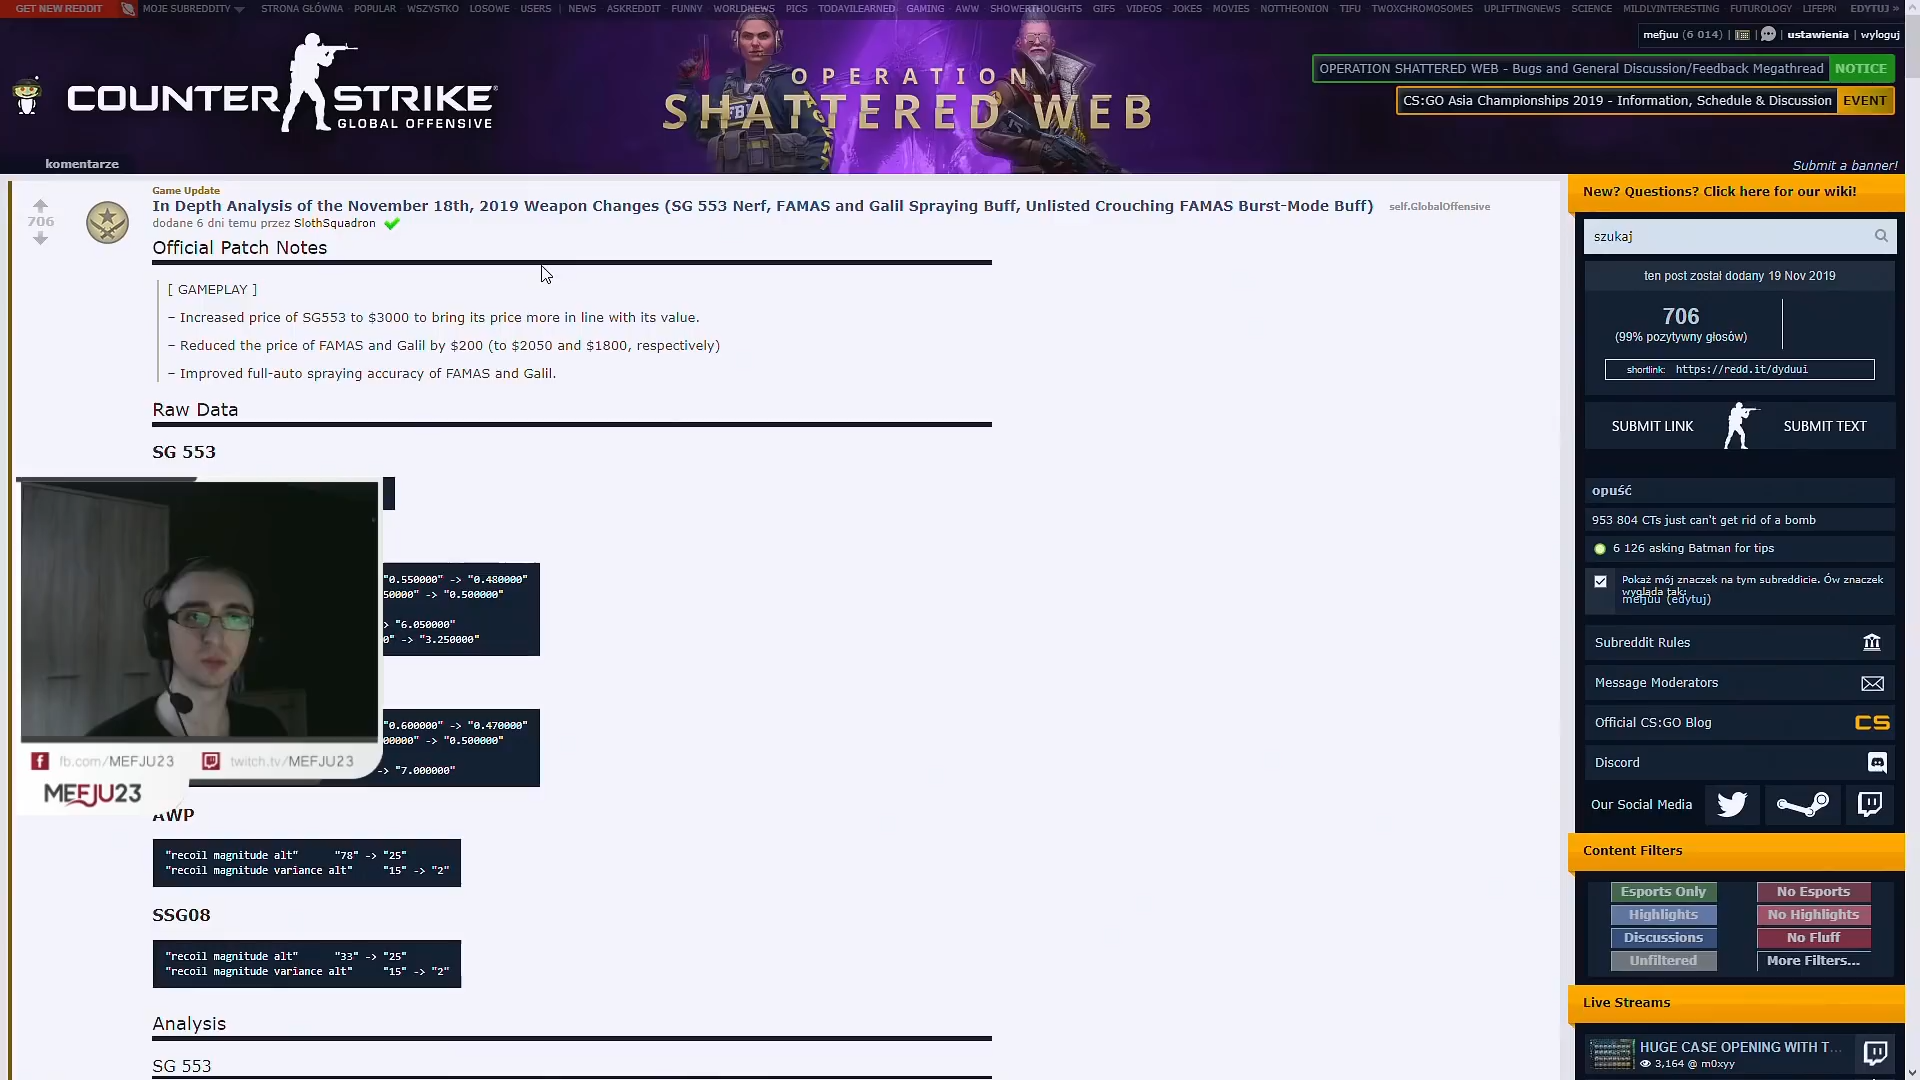 GET NEW REDDIT MOJE SUBREDDITY STRONA GŁÓWNA - POPULAR - WSZYSTKO - LOSOWE - USERS | NEWS - ASKREDDIT - FUNNY - WORLDNEWS - PICS - TODAYILEARNED - GAMING - AWW - SHOWERTHOUGHTS - GIFS - VIDEOS - JOKES - MOVIES - NOTTHEONION - TIFU - TWOXCHROMOSOMES - UPLIFTINGNEWS - SCIENCE - MILDLYINTERESTING - FUTUROLOGY - LIFEPR EDYTUJ »
mefjuu (6 014) | | | ustawienia | wyloguj
COUNTER STRIKE
GLOBAL OFFENSIVE
OPERATION
SHATTERED WEB
OPERATION SHATTERED WEB - Bugs and General Discussion/Feedback Megathread NOTICE
CS:GO Asia Championships 2019 - Information, Schedule & Discussion EVENT
komentarze
Submit a banner!
706
Game Update
In Depth Analysis of the November 18th, 2019 Weapon Changes (SG 553 Nerf, FAMAS and Galil Spraying Buff, Unlisted Crouching FAMAS Burst-Mode Buff) self.GlobalOffensive
dodane 6 dni temu przez SlothSquadron
Official Patch Notes
[ GAMEPLAY ]
– Increased price of SG553 to $3000 to bring its price more in line with its value.
– Reduced the price of FAMAS and Galil by $200 (to $2050 and $1800, respectively)
– Improved full-auto spraying accuracy of FAMAS and Galil.
Raw Data
SG 553
"0.550000" -> "0.480000"
50000" -> "0.500000"
> "6.050000"
0" -> "3.250000"
"0.600000" -> "0.470000"
00000" -> "0.500000"
-> "7.000000"
fb.com/MEFJU23 twitch.tv/MEFJU23
MEFJU23
AWP
"recoil magnitude alt" "78" -> "25"
"recoil magnitude variance alt" "15" -> "2"
SSG08
"recoil magnitude alt" "33" -> "25"
"recoil magnitude variance alt" "15" -> "2"
Analysis
SG 553
New? Questions? Click here for our wiki!
szukaj
ten post został dodany 19 Nov 2019
706
(99% pozytywny głosów)
shortlink: https://redd.it/dyduui
SUBMIT LINK SUBMIT TEXT
opuść
953 804 CTs just can't get rid of a bomb
6 126 asking Batman for tips
Pokaż mój znaczek na tym subreddicie. Ów znaczek
wygląda tak:
mefjuu (edytuj)
Subreddit Rules
Message Moderators
Official CS:GO Blog CS
Discord
Our Social Media
Content Filters
Esports Only No Esports
Highlights No Highlights
Discussions No Fluff
Unfiltered More Filters...
Live Streams
HUGE CASE OPENING WITH T...
3,164 @ m0xyy